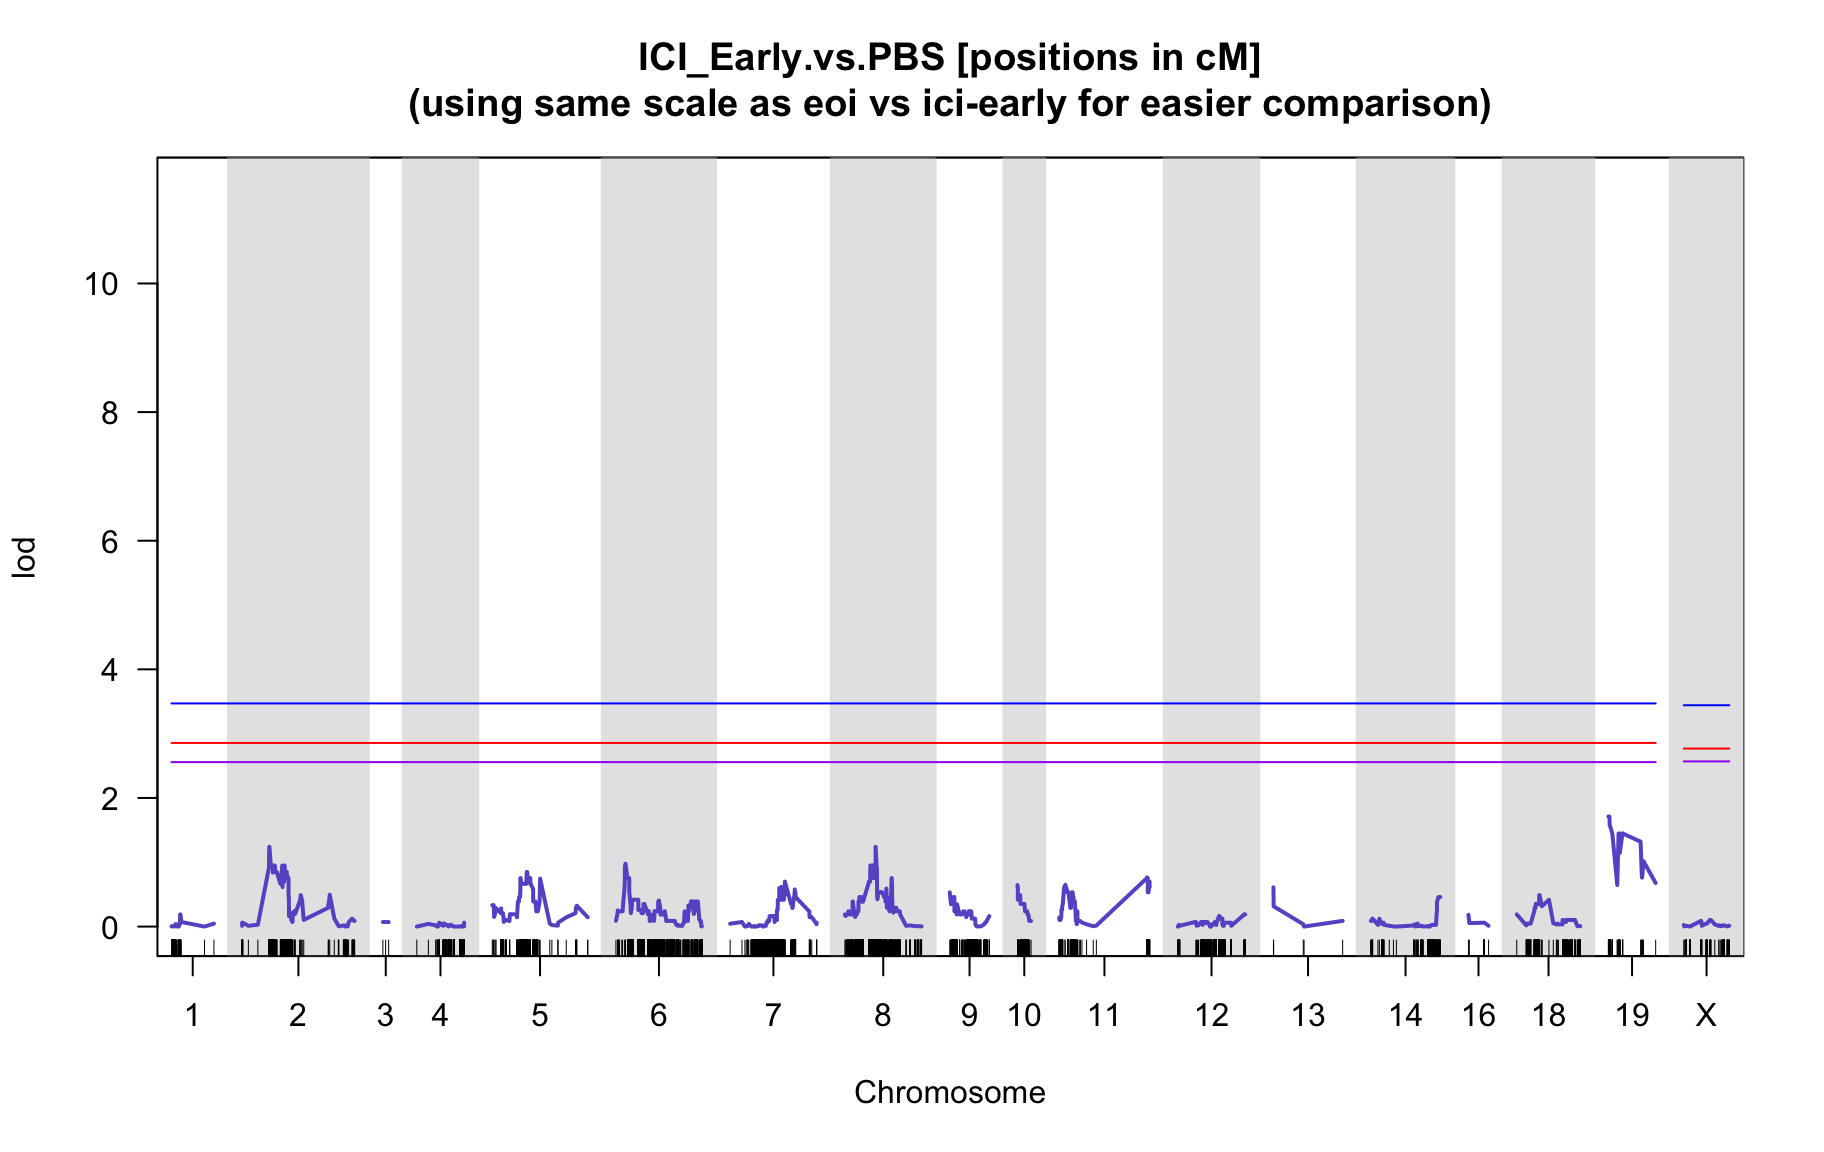 ICI_Early.vs.PBS [positions in cM]
(using same scale as eoi vs ici-early for easier comparison)
10
8
6
4
2
0
lod
1 2 3 4 5 6 7 8 9 10 11 12 13 14 16 18 19 X
Chromosome